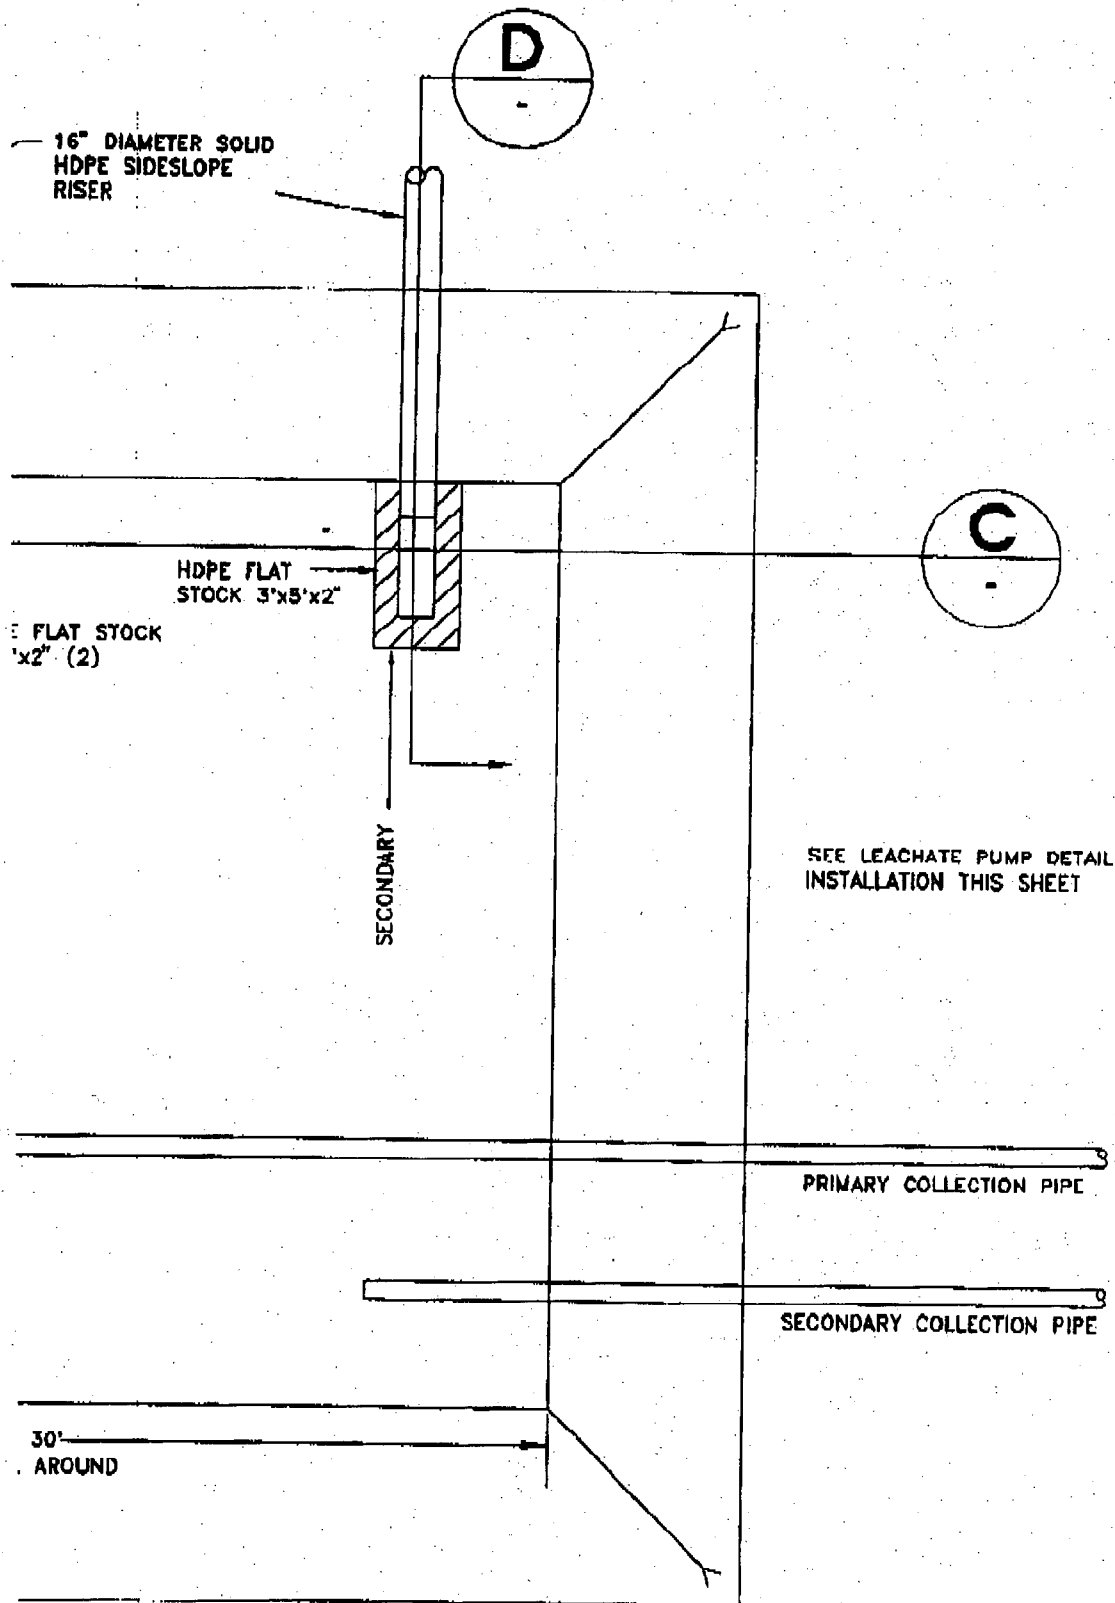 D
-
16" DIAMETER SOLID
HDPE SIDESLOPE
RISER
C
-
HDPE FLAT
STOCK 3'x5'x2"
E FLAT STOCK
'x2" (2)
SECONDARY
SEE LEACHATE PUMP DETAIL
INSTALLATION THIS SHEET
PRIMARY COLLECTION PIPE
SECONDARY COLLECTION PIPE
30'
. AROUND